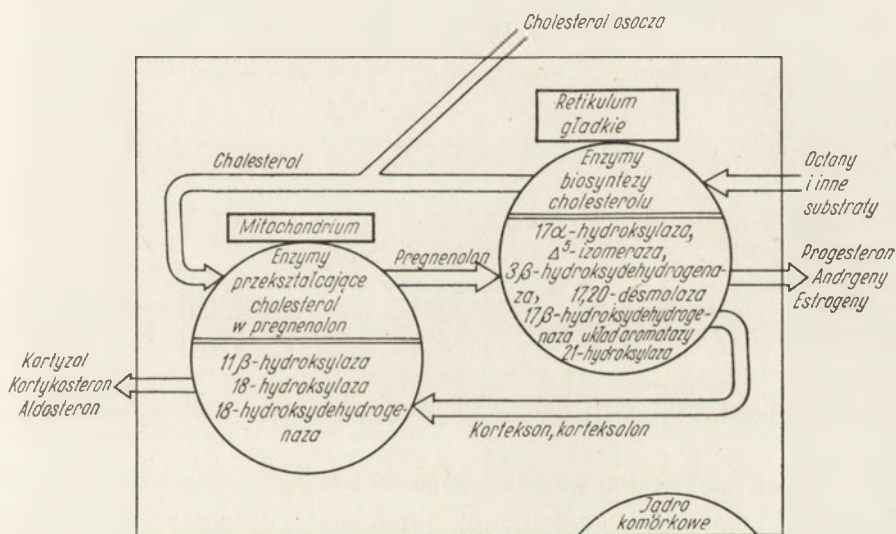 Cholesterol osocza
Retikulum
gładkie
Cholesterol
Enzymy
biosyntezy
cholesterolu
Octany
i inne
substraty
Mitochondrium
Enzymy
przekształcające
cholesterol
w pregnenolon
Pregnenolon
17α-hydroksylaza,
Δ⁵-izomeraza,
3β-hydroksydehydrogena-
za, 17,20-desmolaza
17β-hydroksydehydroge-
naza układ aromatazy
21-hydroksylaza
Progesteron
Andrgeny
Estrogeny
Kortyzol
Kortykosteron
Aldosteron
11β-hydroksylaza
18-hydroksylaza
18-hydroksydehydroge-
naza
Kortekson, korteksolon
Jądro
komórkowe